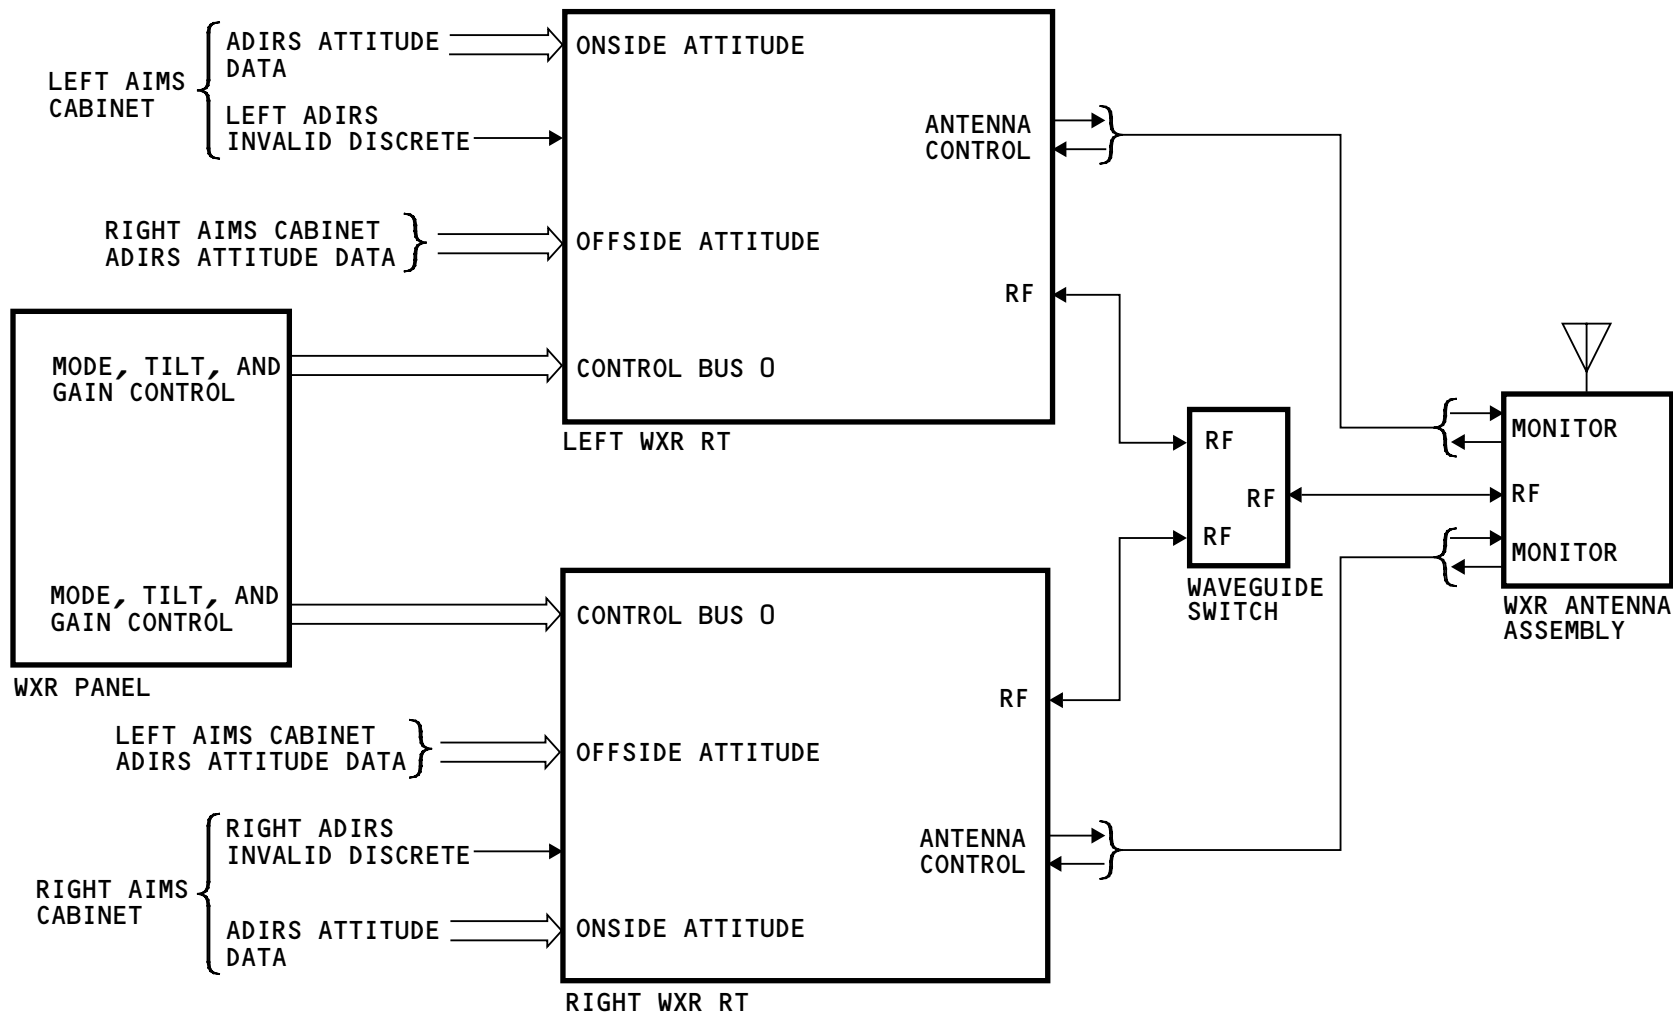 ADIRS ATTITUDE
DATA
LEFT AIMS
CABINET
LEFT ADIRS
INVALID DISCRETE
ONSIDE ATTITUDE
ANTENNA
CONTROL
RIGHT AIMS CABINET
ADIRS ATTITUDE DATA
OFFSIDE ATTITUDE
RF
MODE, TILT, AND
GAIN CONTROL
CONTROL BUS 0
LEFT WXR RT
RF
RF
RF
WAVEGUIDE
SWITCH
MONITOR
RF
MONITOR
WXR ANTENNA
ASSEMBLY
MODE, TILT, AND
GAIN CONTROL
WXR PANEL
CONTROL BUS 0
RF
LEFT AIMS CABINET
ADIRS ATTITUDE DATA
OFFSIDE ATTITUDE
RIGHT ADIRS
INVALID DISCRETE
RIGHT AIMS
CABINET
ADIRS ATTITUDE
DATA
ANTENNA
CONTROL
ONSIDE ATTITUDE
RIGHT WXR RT